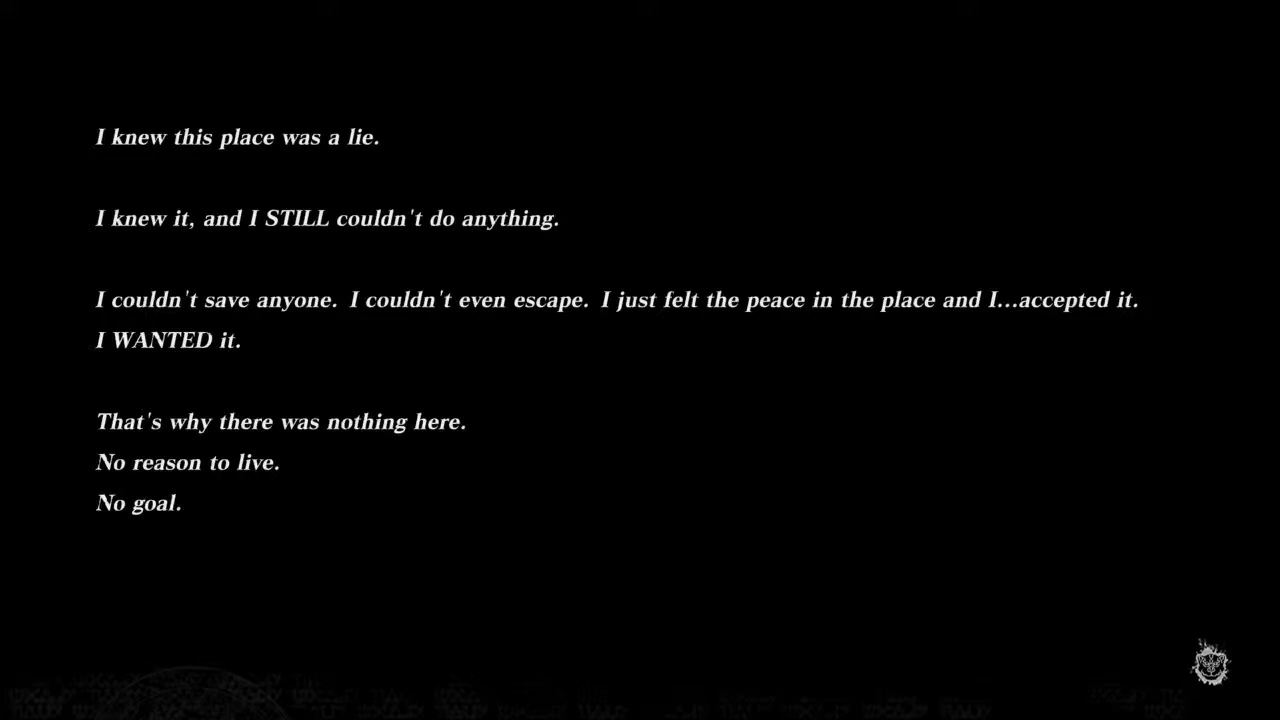 I knew this place was a lie.
I knew it, and I STILL couldn't do anything.
I couldn't save anyone. I couldn't even escape. I just felt the peace in the place and I...accepted it.
I WANTED it.
That's why there was nothing here.
No reason to live.
No goal.